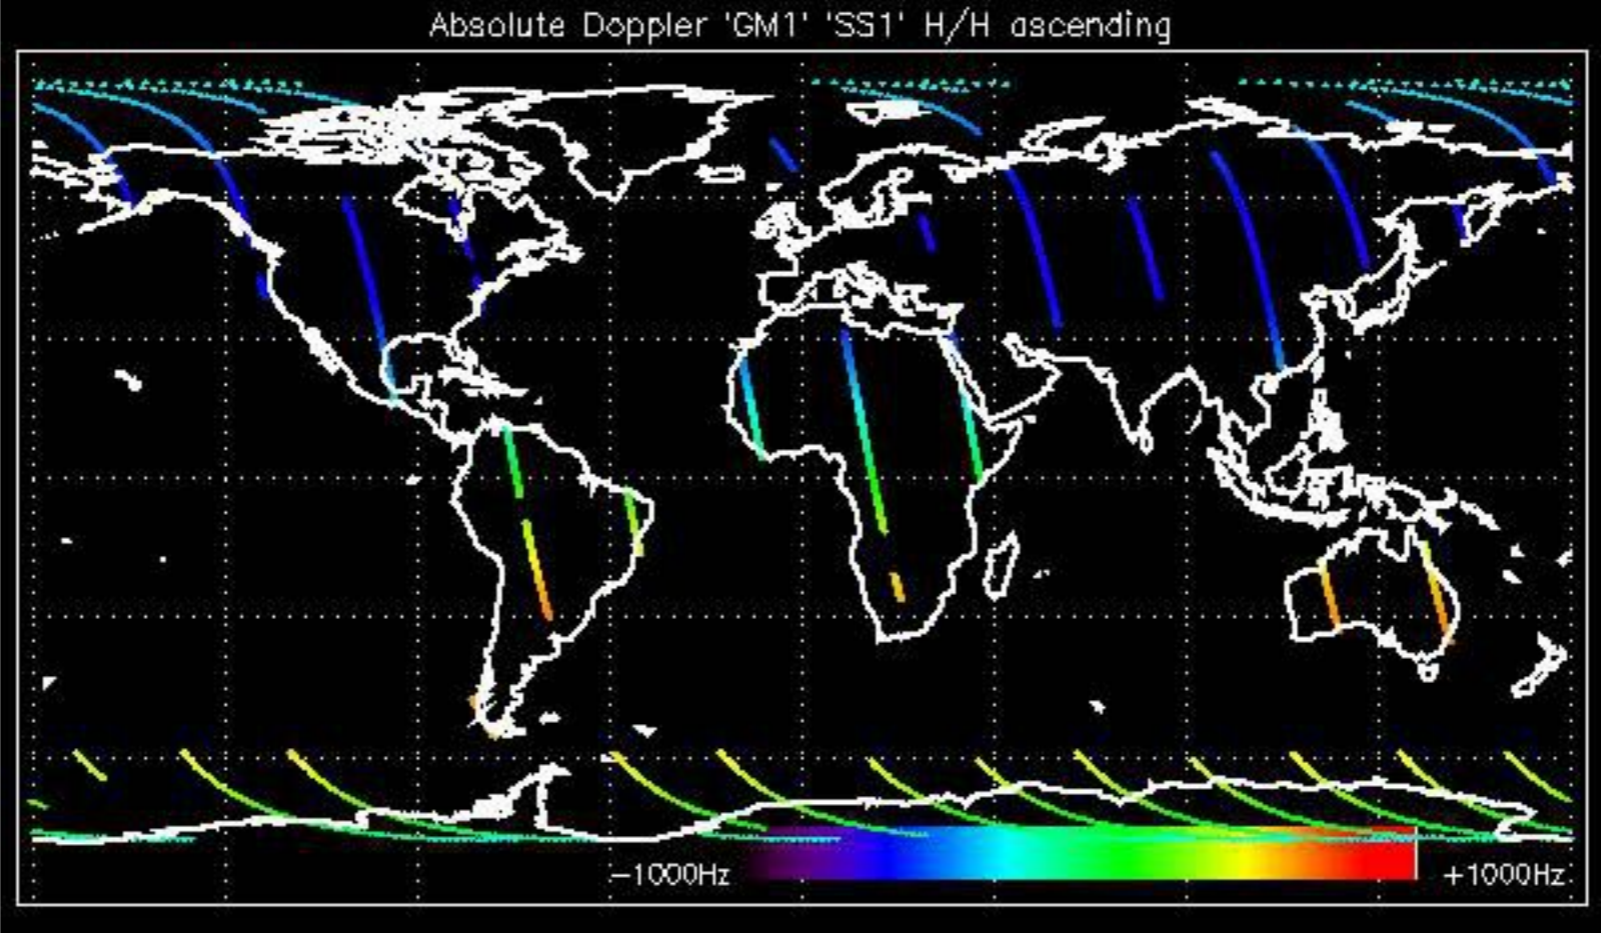 Absolute Doppler 'GM1' 'SS1' H/H ascending
−1000Hz +1000Hz